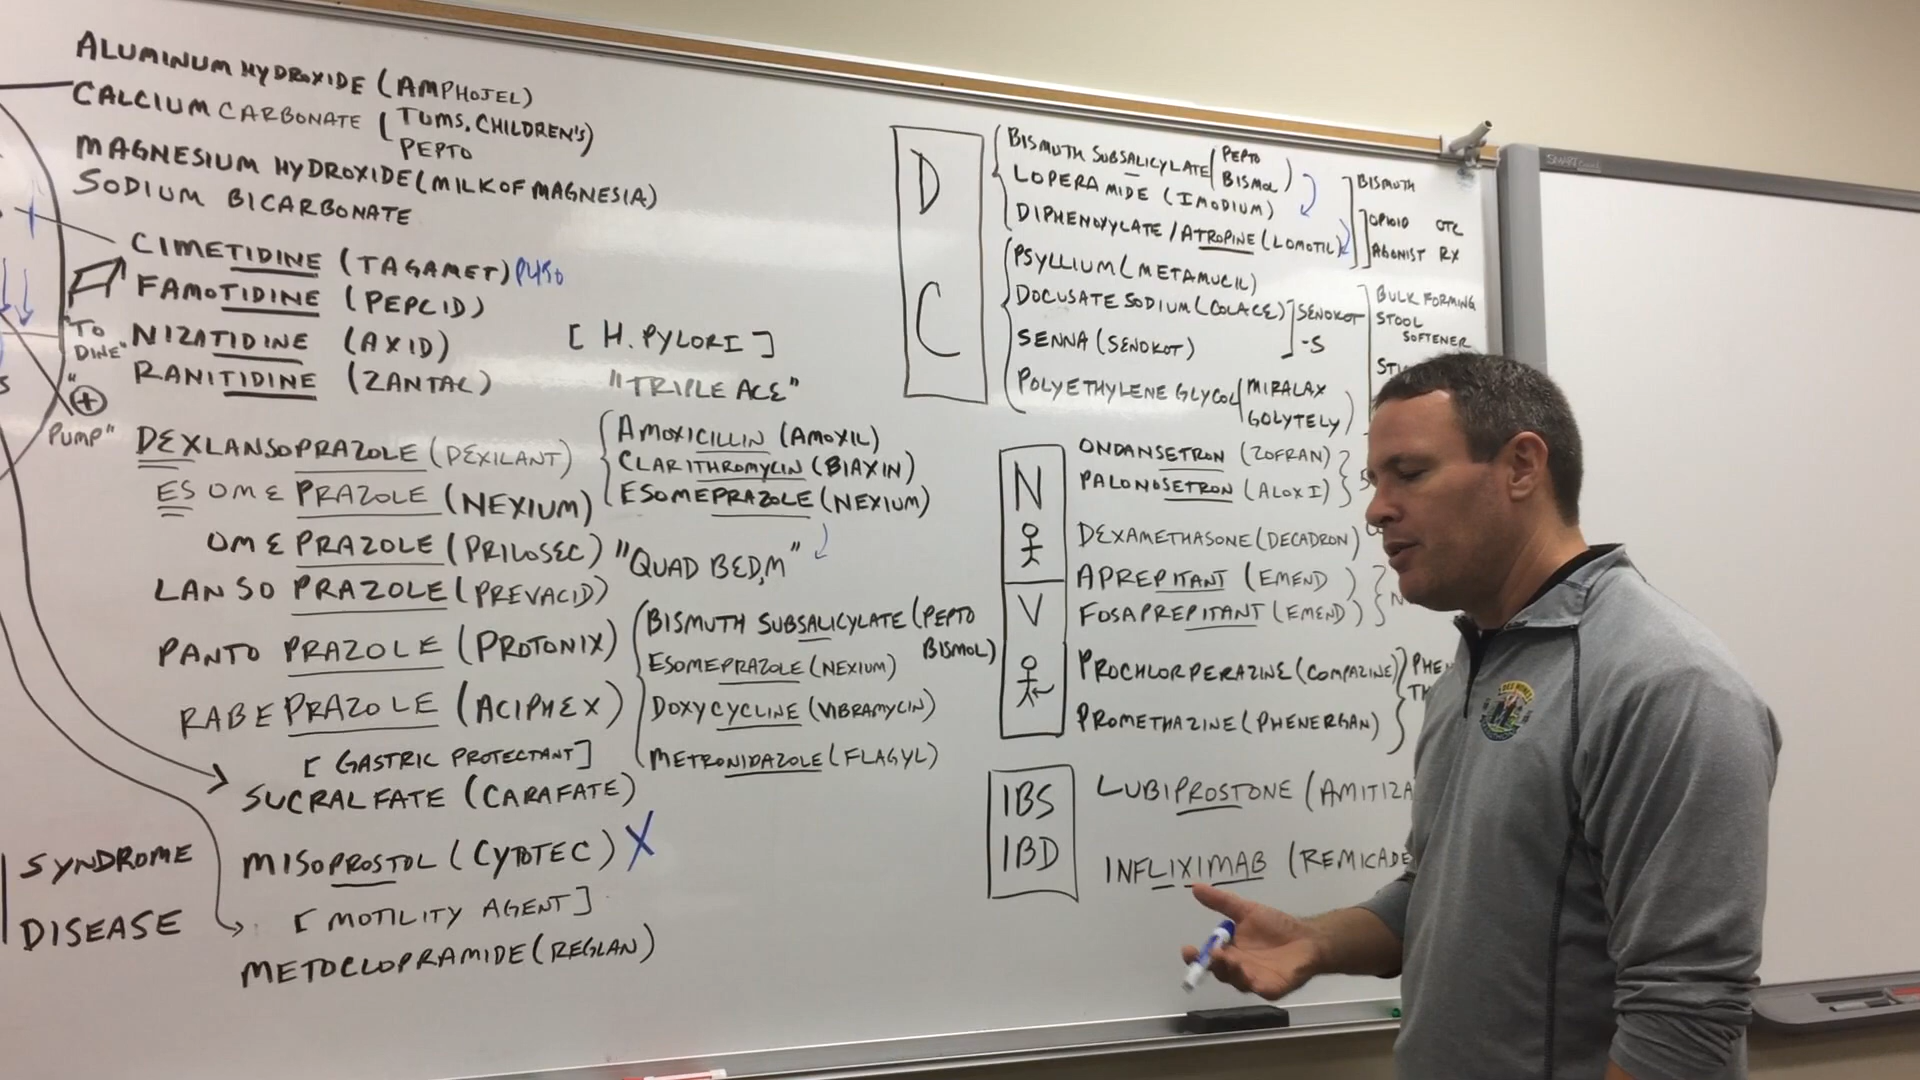 ALUMINUM HYDROXIDE (AMPHOJEL)
CALCIUM CARBONATE (TUMS, CHILDREN'S)
PEPTO
MAGNESIUM HYDROXIDE (MILK OF MAGNESIA)
SODIUM BICARBONATE
CIMETIDINE (TAGAMET) P450
FAMOTIDINE (PEPCID)
NIZATIDINE (AXID)
RANITIDINE (ZANTAC)
"TO
DINE"
"+
PUMP"
DEXLANSOPRAZOLE (DEXILANT)
ESOMEPRAZOLE (NEXIUM)
OMEPRAZOLE (PRILOSEC)
LANSOPRAZOLE (PREVACID)
PANTOPRAZOLE (PROTONIX)
RABEPRAZOLE (ACIPHEX)
[GASTRIC PROTECTANT]
SUCRALFATE (CARAFATE)
MISOPROSTOL (CYTOTEC) X
[MOTILITY AGENT]
METOCLOPRAMIDE (REGLAN)
SYNDROME
DISEASE
[H. PYLORI]
"TRIPLE ACE"
AMOXICILLIN (AMOXIL)
CLARITHROMYCIN (BIAXIN)
ESOMEPRAZOLE (NEXIUM)
"QUAD BED,M"
BISMUTH SUBSALICYLATE (PEPTO
BISMOL)
ESOMEPRAZOLE (NEXIUM)
DOXYCYCLINE (VIBRAMYCIN)
METRONIDAZOLE (FLAGYL)
D
BISMUTH SUBSALICYLATE (PEPTO
BISMOL)
LOPERAMIDE (IMODIUM)
DIPHENOXYLATE/ATROPINE (LOMOTIL)
BISMUTH
OPIOID OTC
AGONIST RX
C
PSYLLIUM (METAMUCIL)
DOCUSATE SODIUM (COLACE)
SENNA (SENOKOT)
SENOKOT
-S
POLYETHYLENE GLYCOL (MIRALAX
GOLYTELY)
BULK FORMING
STOOL
SOFTENER
N
V
ONDANSETRON (ZOFRAN)
PALONOSETRON (ALOXI)
DEXAMETHASONE (DECADRON)
APREPITANT (EMEND)
FOSAPREPITANT (EMEND)
PROCHLORPERAZINE (COMPAZINE)
PROMETHAZINE (PHENERGAN)
IBS
IBD
LUBIPROSTONE (AMITIZA
INFLIXIMAB (REMICADE